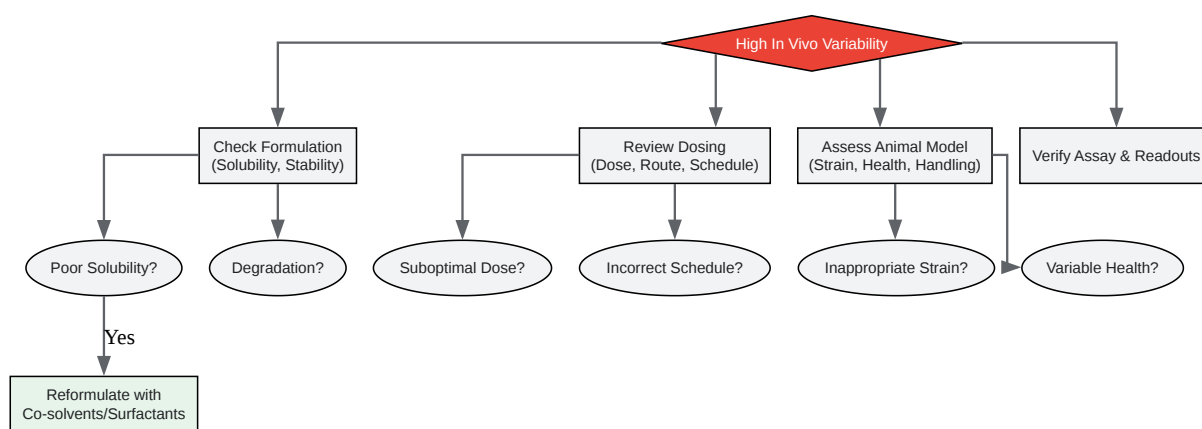 High In Vivo Variability
Check Formulation
(Solubility, Stability)
Review Dosing
(Dose, Route, Schedule)
Assess Animal Model
(Strain, Health, Handling)
Verify Assay & Readouts
Poor Solubility?
Degradation?
Suboptimal Dose?
Incorrect Schedule?
Inappropriate Strain?
Variable Health?
Yes
Reformulate with
Co-solvents/Surfactants